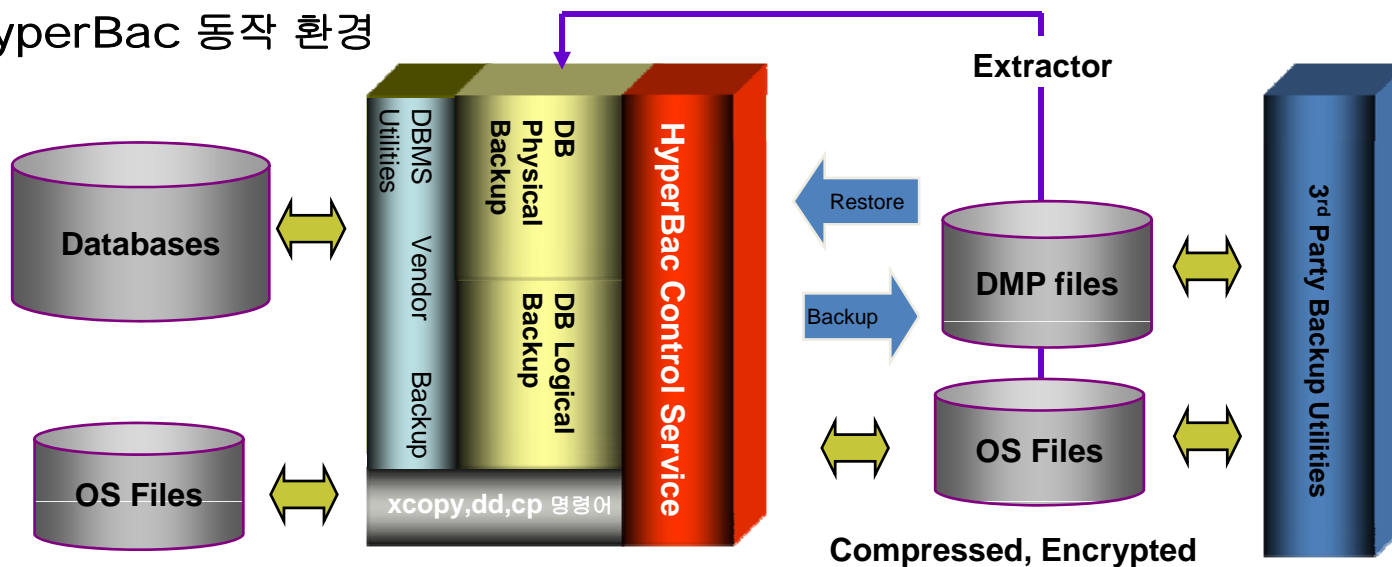 yperBac 동작 환경
Extractor
Databases
OS Files
DBMS Vendor Backup
Utilities
DB
Physical
Backup
DB Logical
Backup
HyperBac Control Service
xcopy,dd,cp 명령어
Restore
Backup
DMP files
OS Files
Compressed, Encrypted
3rd Party Backup Utilities